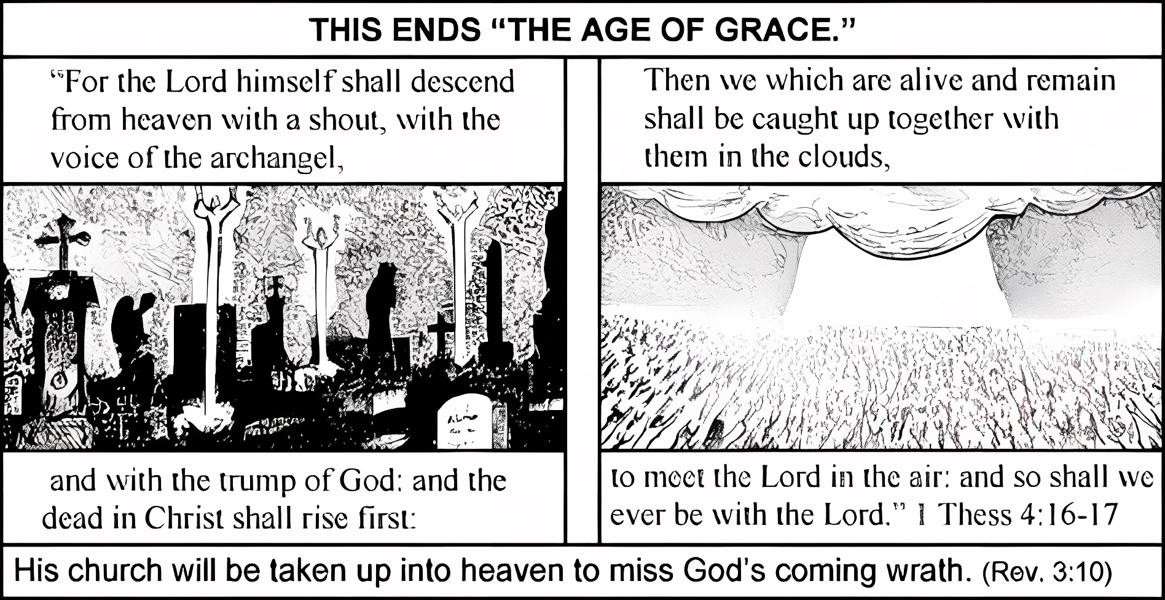 THIS ENDS “THE AGE OF GRACE.”
“For the Lord himself shall descend
from heaven with a shout, with the
voice of the archangel,
and with the trump of God: and the
dead in Christ shall rise first:
Then we which are alive and remain
shall be caught up together with
them in the clouds,
to meet the Lord in the air: and so shall we
ever be with the Lord.” 1 Thess 4:16-17
His church will be taken up into heaven to miss God’s coming wrath. (Rev. 3:10)